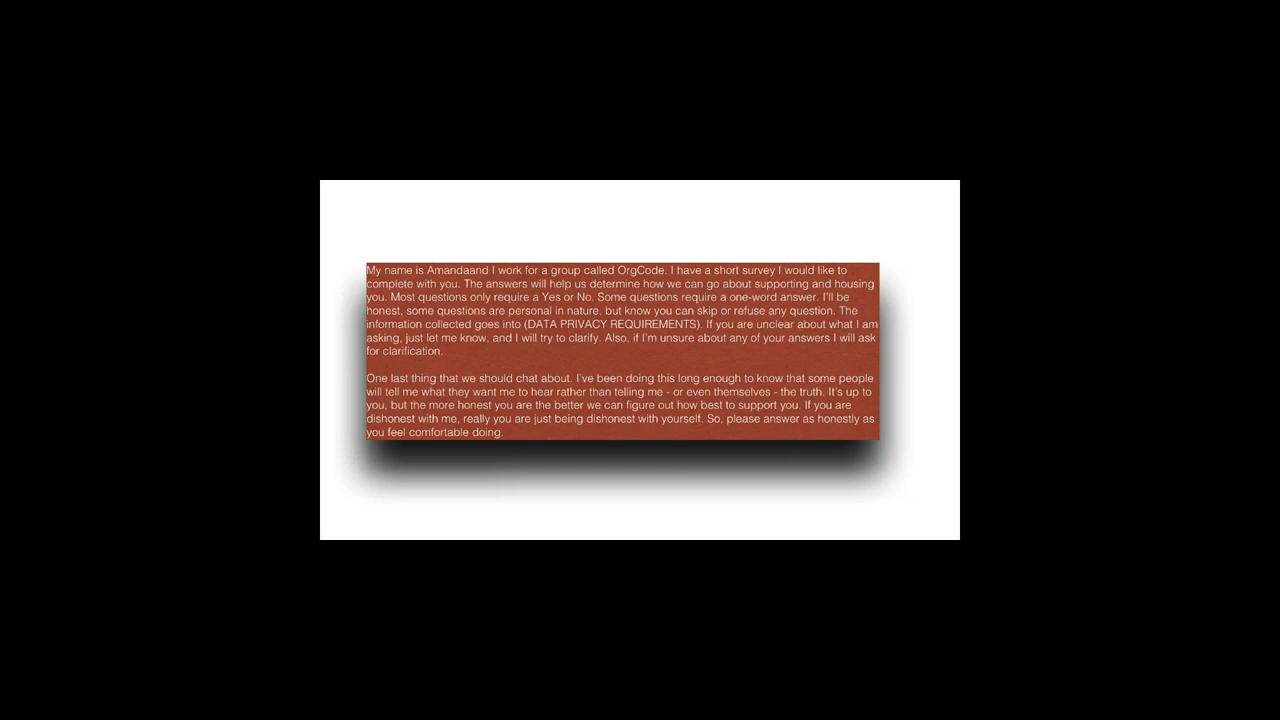 My name is Amandaand I work for a group called OrgCode. I have a short survey I would like to
complete with you. The answers will help us determine how we can go about supporting and housing
you. Most questions only require a Yes or No. Some questions require a one-word answer. I'll be
honest, some questions are personal in nature, but know you can skip or refuse any question. The
information collected goes into (DATA PRIVACY REQUIREMENTS). If you are unclear about what I am
asking, just let me know, and I will try to clarify. Also, if I'm unsure about any of your answers I will ask
for clarification.
One last thing that we should chat about. I've been doing this long enough to know that some people
will tell me what they want me to hear rather than telling me - or even themselves - the truth. It's up to
you, but the more honest you are the better we can figure out how best to support you. If you are
dishonest with me, really you are just being dishonest with yourself. So, please answer as honestly as
you feel comfortable doing.